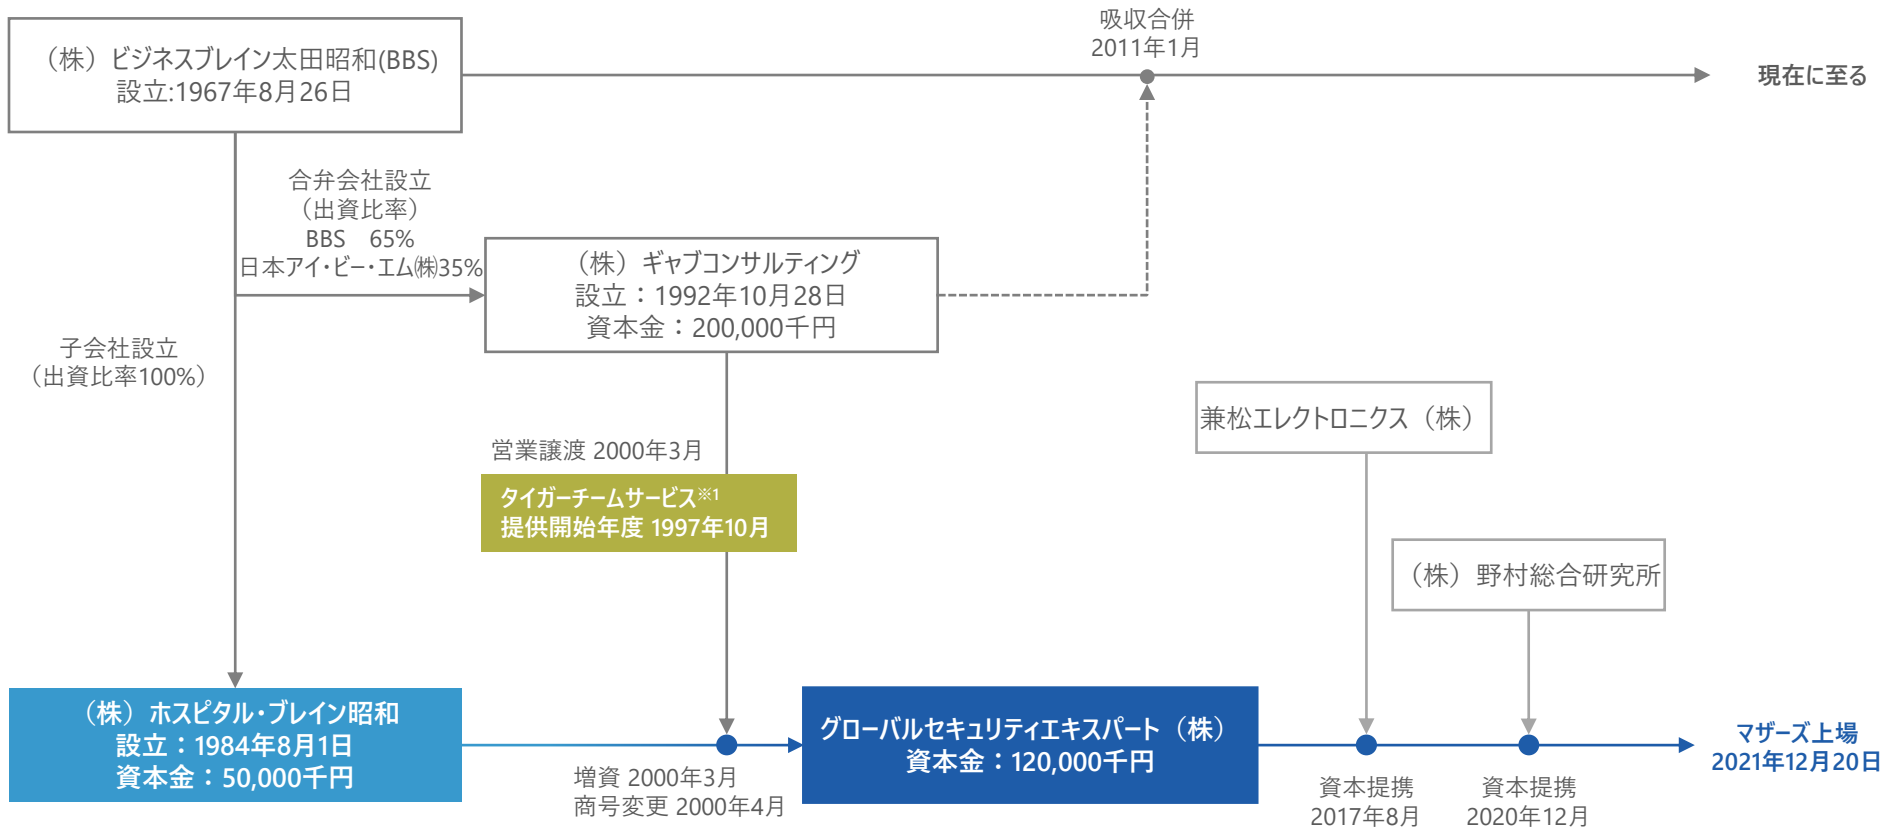 （株）ビジネスブレイン太田昭和(BBS)
設立:1967年8月26日
吸収合併
2011年1月
現在に至る
合弁会社設立
（出資比率）
BBS　65%
日本アイ・ビー・エム㈱35%
（株）ギャブコンサルティング
設立：1992年10月28日
資本金：200,000千円
子会社設立
（出資比率100%）
兼松エレクトロニクス（株）
営業譲渡 2000年3月
タイガーチームサービス※1
提供開始年度 1997年10月
（株）野村総合研究所
（株）ホスピタル・ブレイン昭和
設立：1984年8月1日
資本金：50,000千円
増資 2000年3月
商号変更 2000年4月
グローバルセキュリティエキスパート（株）
資本金：120,000千円
資本提携
2017年8月
資本提携
2020年12月
マザーズ上場
2021年12月20日